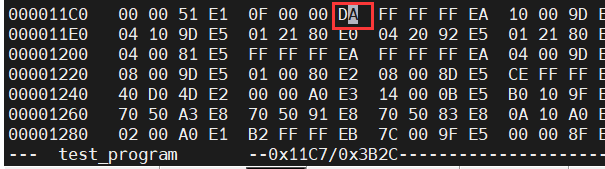 000011C0 00 00 51 E1 0F 00 00 DA FF FF FF EA 10 00 9D E
000011E0 04 10 9D E5 01 21 80 E0 04 20 92 E5 01 21 80 E
00001200 04 00 81 E5 FF FF FF EA FF FF FF EA 04 00 9D E
00001220 08 00 9D E5 01 00 80 E2 08 00 8D E5 CE FF FF E
00001240 40 D0 4D E2 00 00 A0 E3 14 00 0B E5 B0 10 9F E
00001260 70 50 A3 E8 70 50 91 E8 70 50 83 E8 0A 10 A0 E
00001280 02 00 A0 E1 B2 FF FF EB 7C 00 9F E5 00 00 8F E
--- test_program --0x11C7/0x3B2C------------------